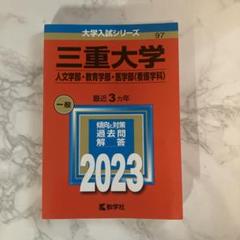 大学入試シリーズ
97
三重大学
人文学部・教育学部・医学部〈看護学科〉
一般
最近3カ年
傾向と対策
過去問
解答
2023
教学社